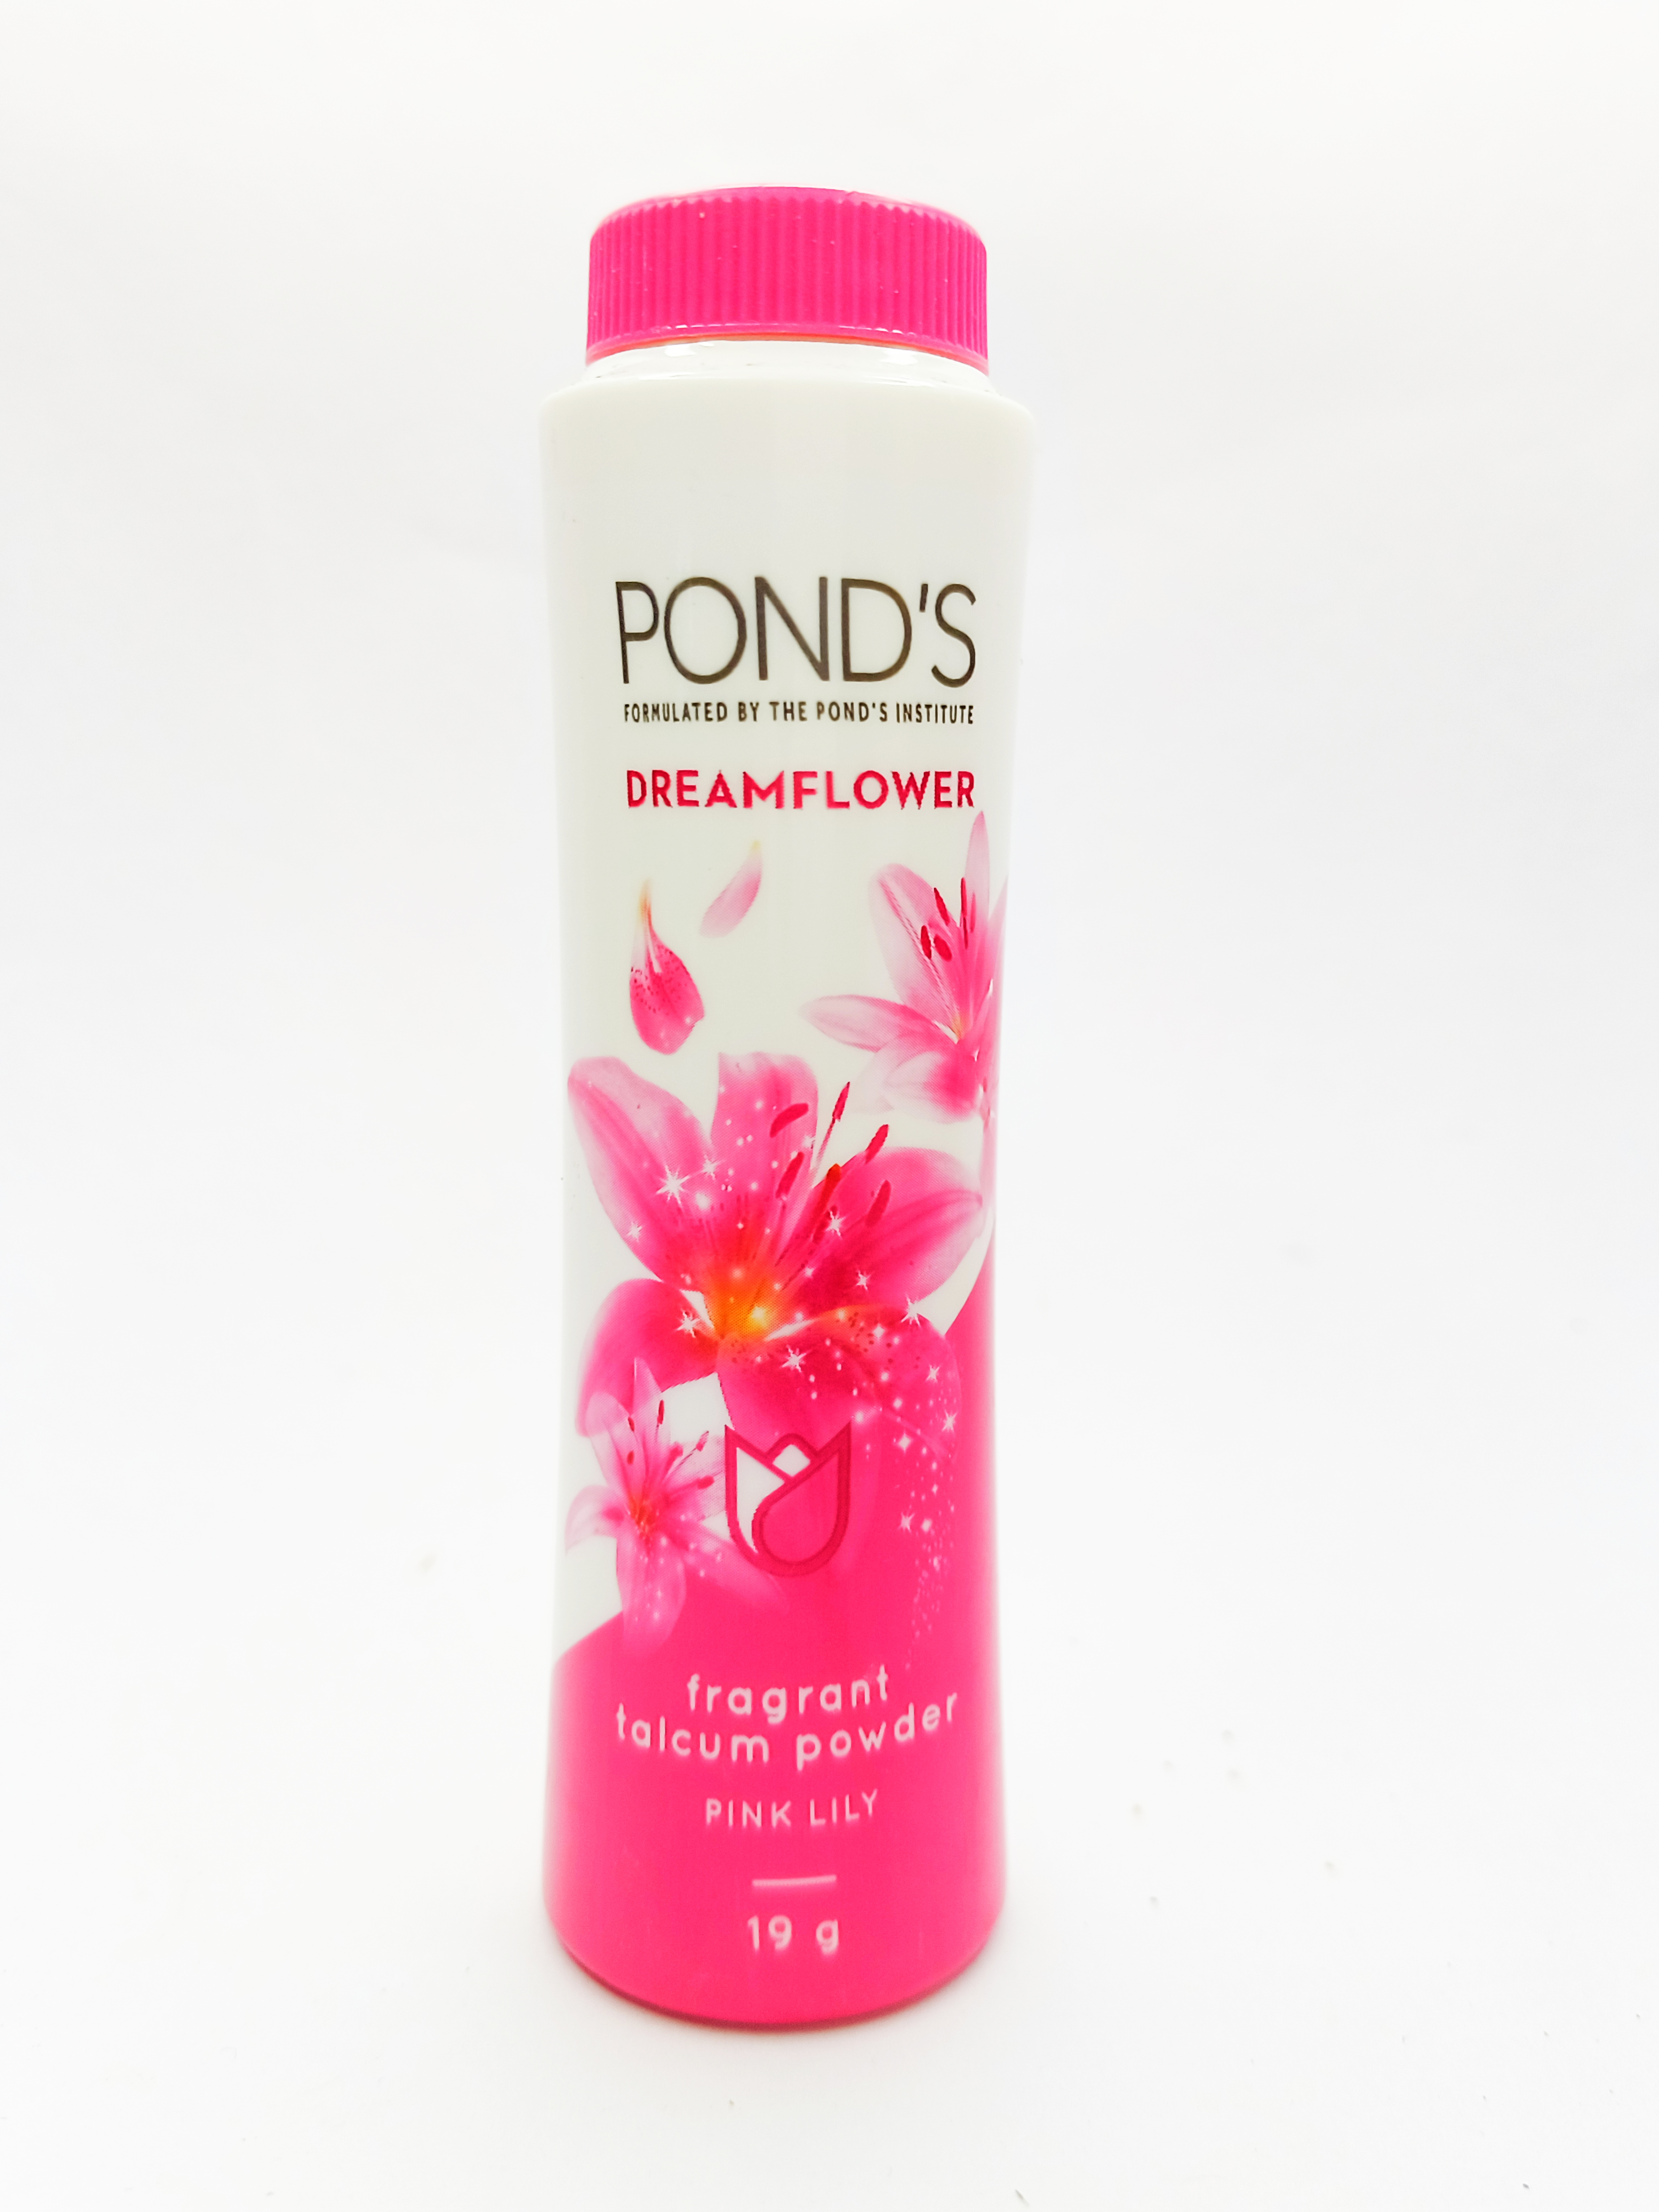 POND'S
FORMULATED BY THE POND'S INSTITUTE
DREAMFLOWER
fragrant
talcum powder
PINK LILY
19 g